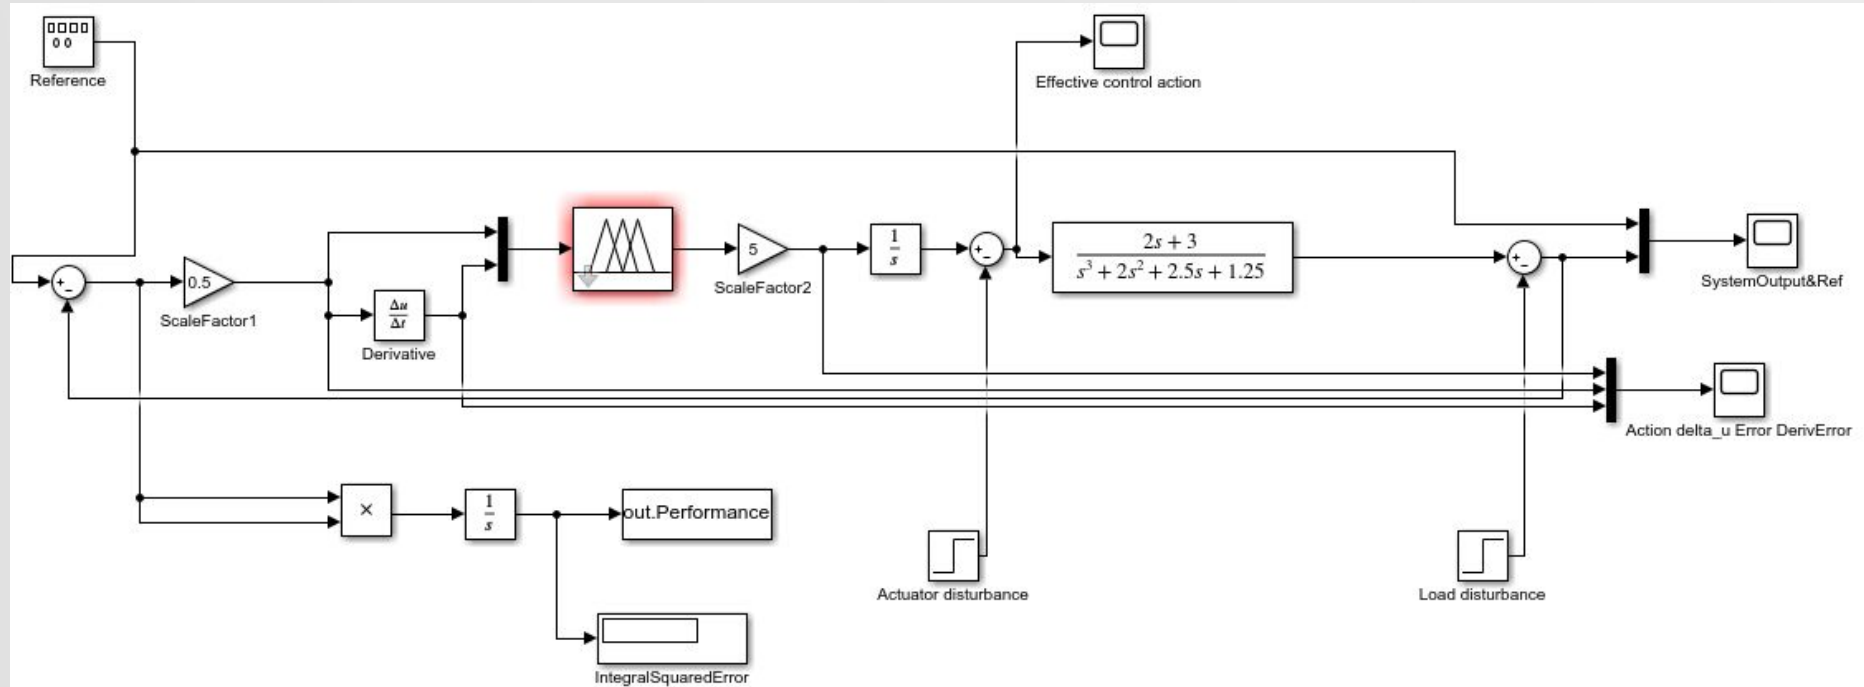 Reference
Effective control action
+
-
0.5
ScaleFactor1
Δu
Δt
Derivative
5
ScaleFactor2
1
s
+
-
2s + 3
s³ + 2s² + 2.5s + 1.25
+
-
SystemOutput&Ref
Action delta_u Error DerivError
×
1
s
out.Performance
Actuator disturbance
Load disturbance
IntegralSquaredError